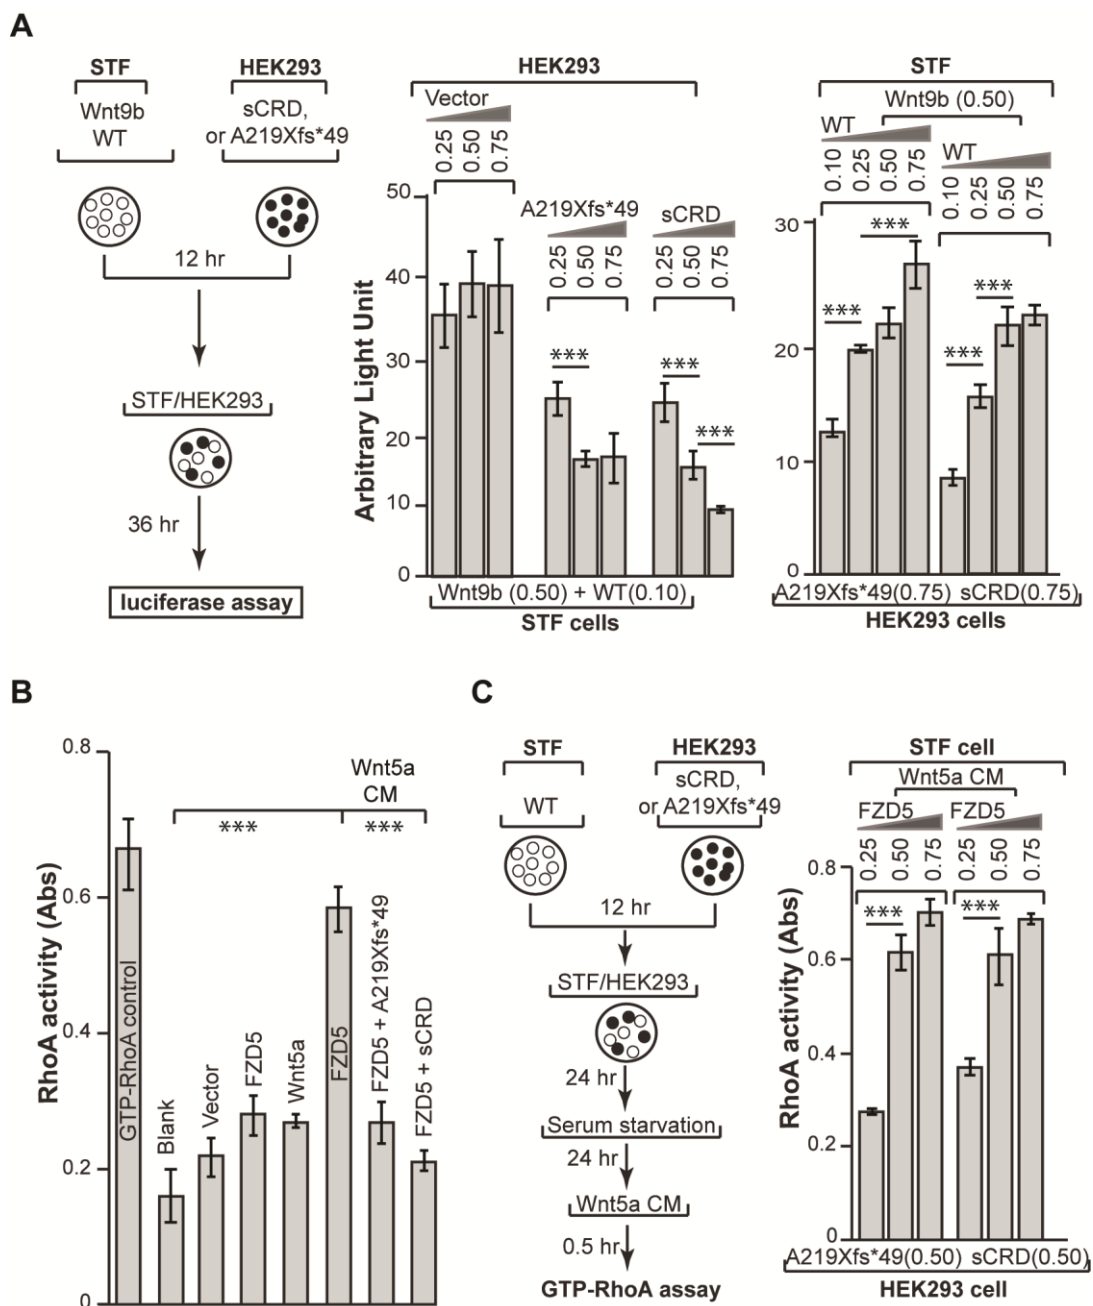 A
STF
HEK293
Wnt9b
WT
sCRD,
or A219Xfs*49
12 hr
STF/HEK293
36 hr
luciferase assay
HEK293
Vector
0.25
0.50
0.75
A219Xfs*49
0.25
0.50
0.75
sCRD
0.25
0.50
0.75
Arbitrary Light Unit
50
40
30
20
10
0
***
***
***
Wnt9b (0.50) + WT(0.10)
STF cells
STF
Wnt9b (0.50)
WT
0.10
0.25
0.50
0.75
WT
0.10
0.25
0.50
0.75
30
20
10
0
***
***
***
***
A219Xfs*49(0.75) sCRD(0.75)
HEK293 cells
B
RhoA activity (Abs)
0.8
0.6
0.4
0.2
0
Wnt5a
CM
***
***
GTP-RhoA control
Blank
Vector
FZD5
Wnt5a
FZD5
FZD5 + A219Xfs*49
FZD5 + sCRD
C
STF
HEK293
WT
sCRD,
or A219Xfs*49
12 hr
STF/HEK293
24 hr
Serum starvation
24 hr
Wnt5a CM
0.5 hr
GTP-RhoA assay
STF cell
Wnt5a CM
FZD5
0.25
0.50
0.75
FZD5
0.25
0.50
0.75
RhoA activity (Abs)
0.8
0.6
0.4
0.2
0
***
***
A219Xfs*49(0.50) sCRD(0.50)
HEK293 cell